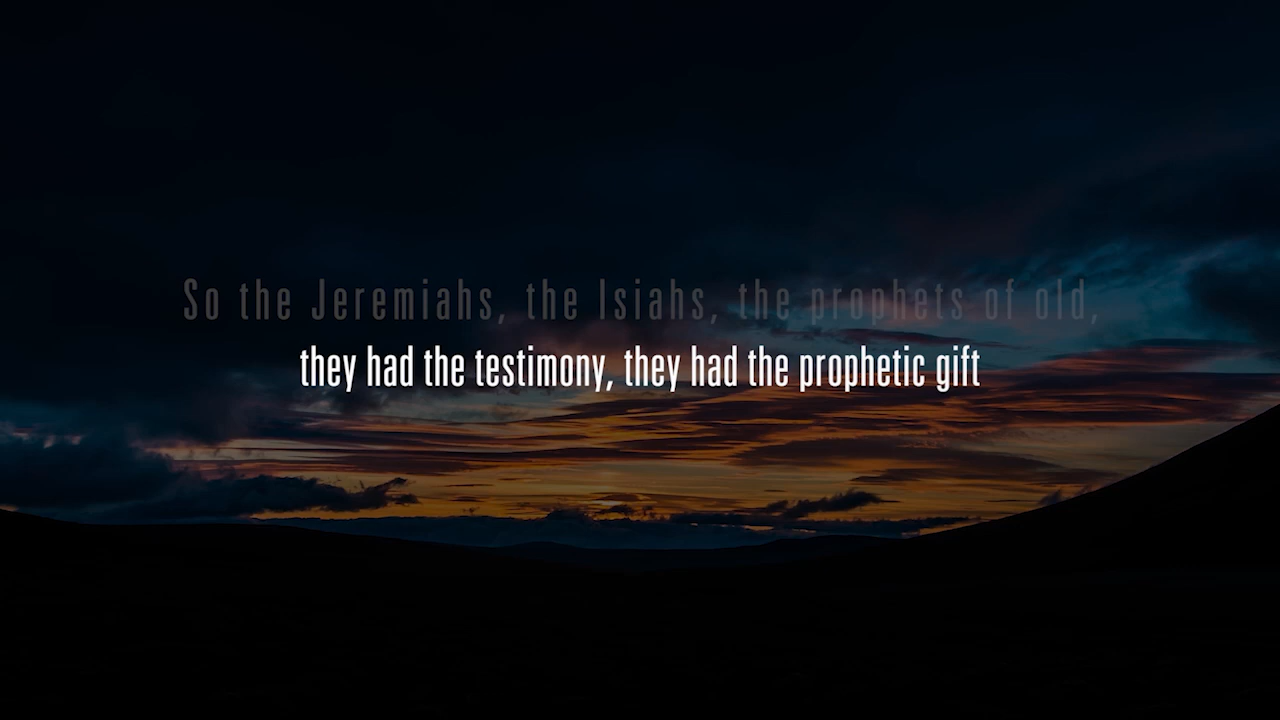 So the Jeremiahs, the Isiahs, the prophets of old,
they had the testimony, they had the prophetic gift